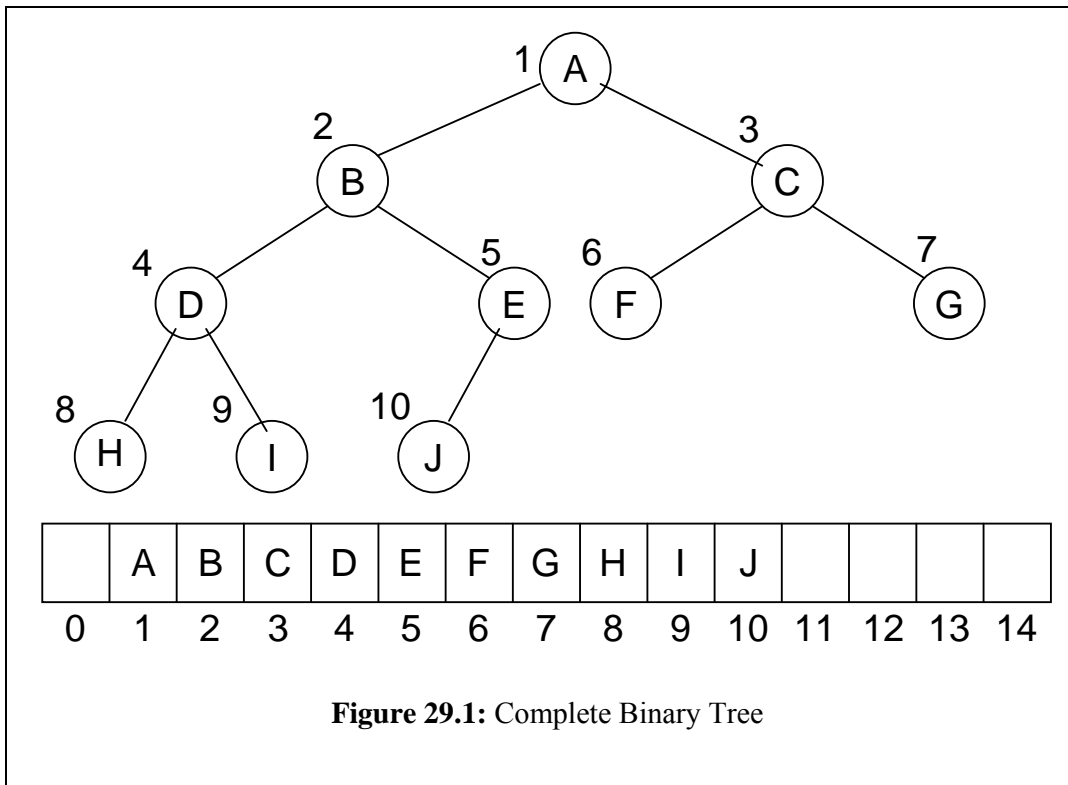 1 A
2 3
B C
4 5 6 7
D E F G
8 9 10
H I J
A B C D E F G H I J
0 1 2 3 4 5 6 7 8 9 10 11 12 13 14
Figure 29.1: Complete Binary Tree